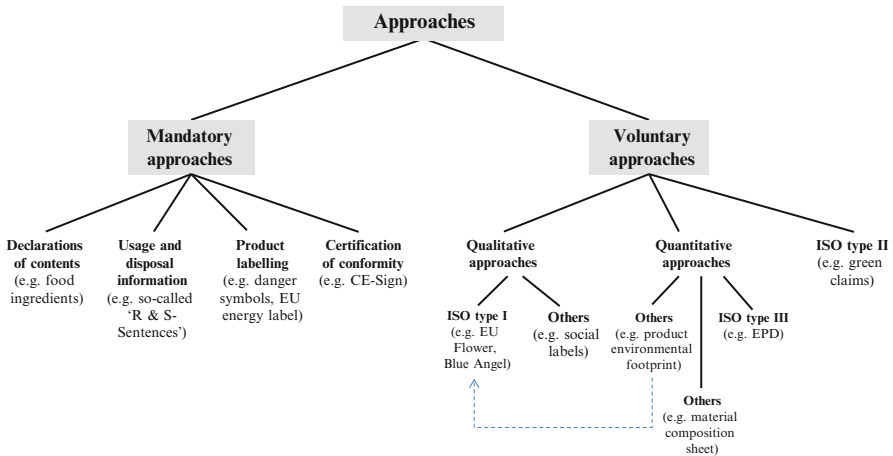 Approaches
Mandatory
approaches
Voluntary
approaches
Declarations
of contents
(e.g. food
ingredients)
Usage and
disposal
information
(e.g. so-called
‘R & S-
Sentences’)
Product
labelling
(e.g. danger
symbols, EU
energy label)
Certification
of conformity
(e.g. CE-Sign)
Qualitative
approaches
Quantitative
approaches
ISO type II
(e.g. green
claims)
ISO type I
(e.g. EU
Flower,
Blue Angel)
Others
(e.g. social
labels)
Others
(e.g. product
environmental
footprint)
ISO type III
(e.g. EPD)
Others
(e.g. material
composition
sheet)